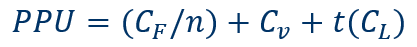 PPU = (C_F/n) + C_v + t(C_L)